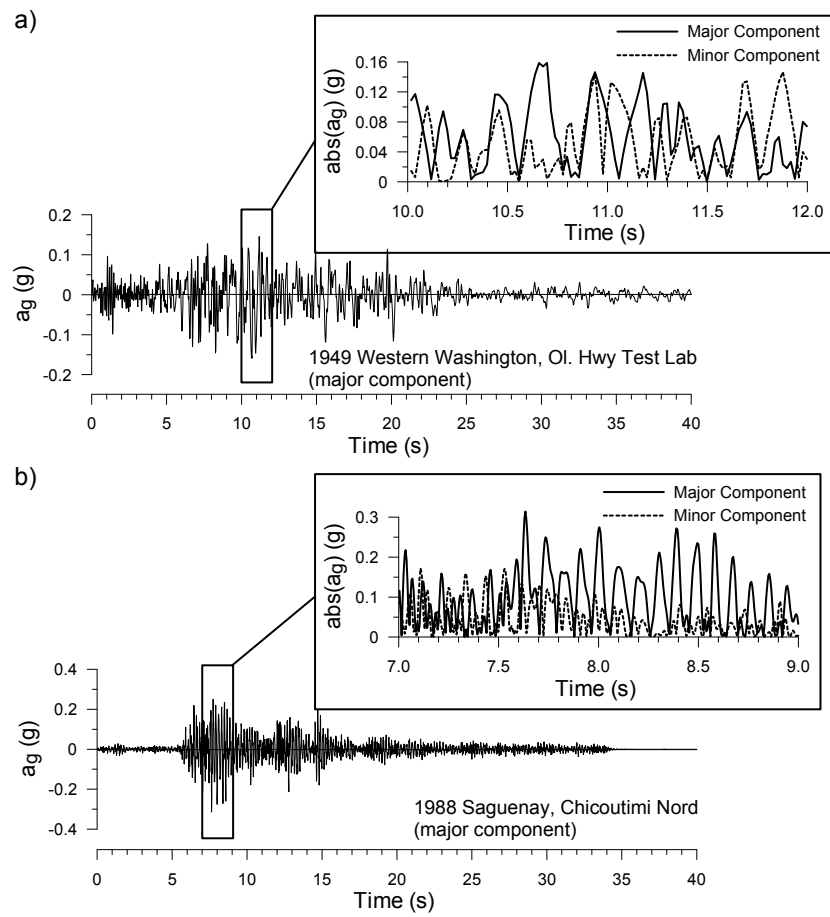 a)
Major Component
Minor Component
abs(ag) (g)
0.16
0.12
0.08
0.04
0
10.0 10.5 11.0 11.5 12.0
Time (s)
ag (g)
0.2
0.1
0
-0.1
-0.2
1949 Western Washington, Ol. Hwy Test Lab
(major component)
0 5 10 15 20 25 30 35 40
Time (s)
b)
Major Component
Minor Component
abs(ag) (g)
0.3
0.2
0.1
0
7.0 7.5 8.0 8.5 9.0
Time (s)
ag (g)
0.4
0.2
0
-0.2
-0.4
1988 Saguenay, Chicoutimi Nord
(major component)
0 5 10 15 20 25 30 35 40
Time (s)